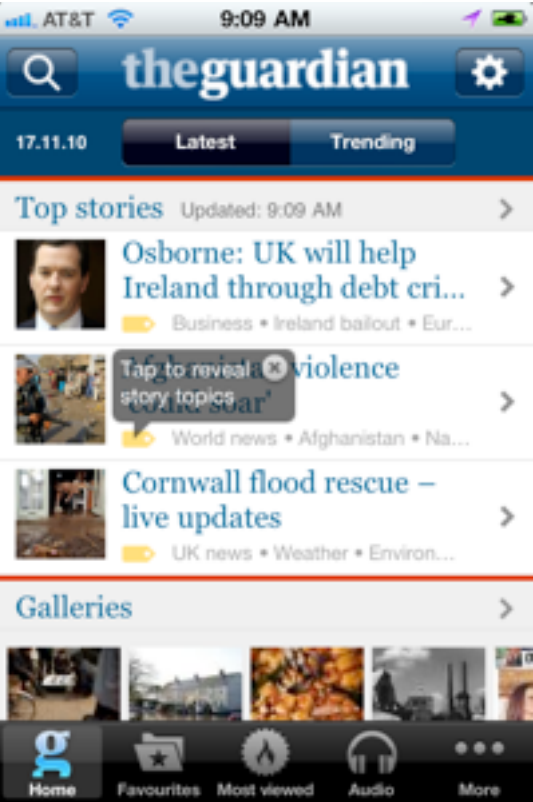 AT&T 9:09 AM
theguardian
17.11.10 Latest Trending
Top stories Updated: 9:09 AM
Osborne: UK will help
Ireland through debt cri...
Business • Ireland bailout • Eur...
Tap to reveal
story topics
violence
soar'
World news • Afghanistan • Na...
Cornwall flood rescue –
live updates
UK news • Weather • Environ...
Galleries
g
Home Favourites Most viewed Audio More